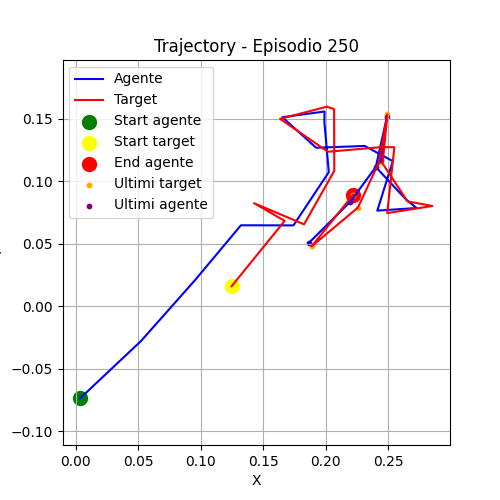 Trajectory - Episodio 250
Agente
Target
Start agente
Start target
End agente
Ultimi target
Ultimi agente
0.15
0.10
0.05
0.00
−0.05
−0.10
0.00 0.05 0.10 0.15 0.20 0.25
X